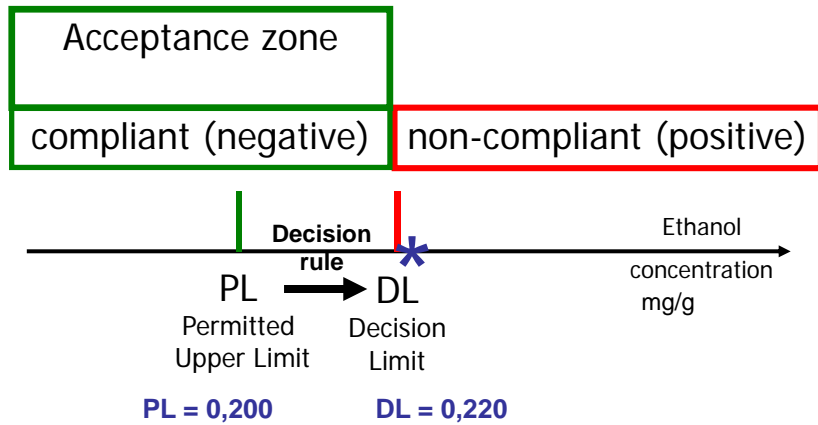 Acceptance zone
compliant (negative)
non-compliant (positive)
Decision
rule
Ethanol
concentration
mg/g
*
PL
DL
Permitted
Upper Limit
Decision
Limit
PL = 0,200
DL = 0,220